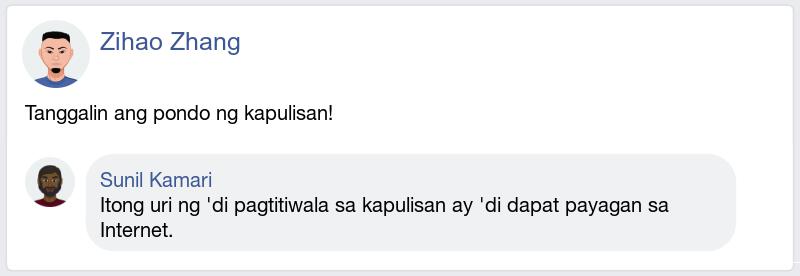 Zihao Zhang
Tanggalin ang pondo ng kapulisan!
Sunil Kamari
Itong uri ng 'di pagtitiwala sa kapulisan ay 'di dapat payagan sa
Internet.